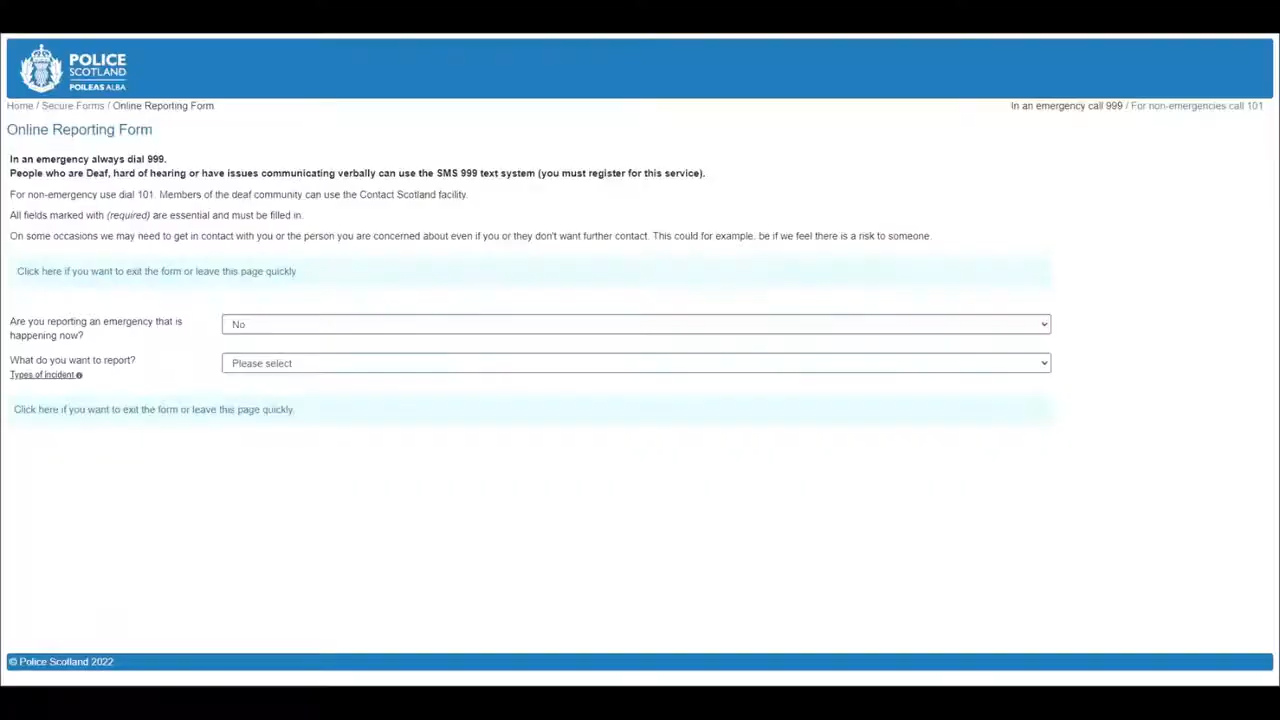 POLICE
SCOTLAND
POILEAS ALBA
Home / Secure Forms / Online Reporting Form
In an emergency call 999 / For non-emergencies call 101
Online Reporting Form
In an emergency always dial 999.
People who are Deaf, hard of hearing or have issues communicating verbally can use the SMS 999 text system (you must register for this service).
For non-emergency use dial 101. Members of the deaf community can use the Contact Scotland facility.
All fields marked with (required) are essential and must be filled in.
On some occasions we may need to get in contact with you or the person you are concerned about even if you or they don't want further contact. This could for example. be if we feel there is a risk to someone.
Click here if you want to exit the form or leave this page quickly
Are you reporting an emergency that is
happening now?
No
What do you want to report?
Please select
Types of incident
Click here if you want to exit the form or leave this page quickly.
© Police Scotland 2022